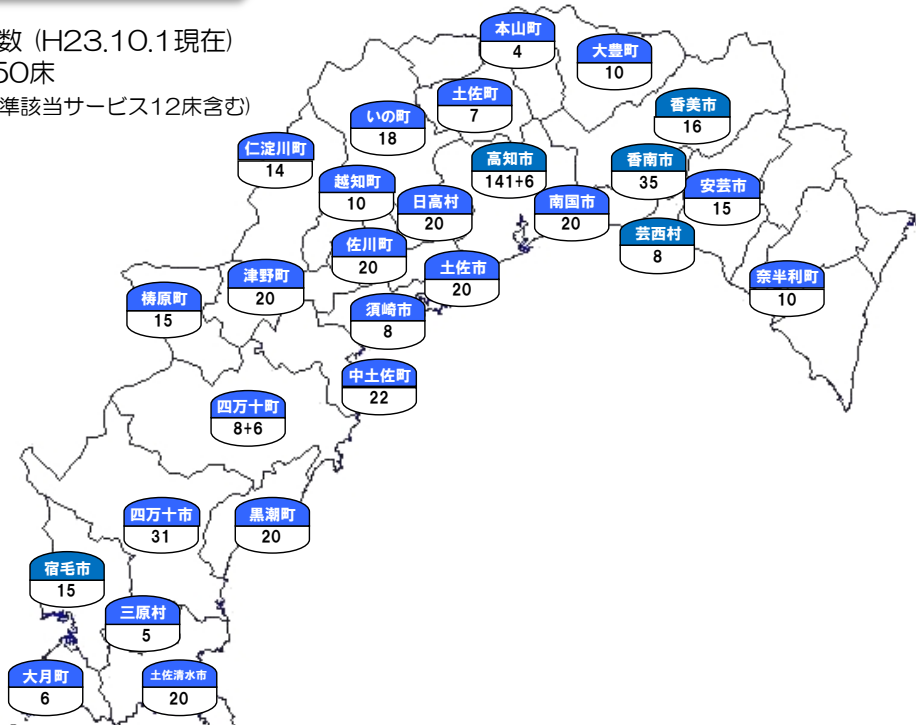 数 (H23.10.1現在)
50床
準該当サービス12床含む)
本山町
4
大豊町
10
土佐町
7
香美市
16
いの町
18
仁淀川町
14
高知市
141+6
香南市
35
越知町
10
安芸市
15
日高村
20
南国市
20
芸西村
8
佐川町
20
土佐市
20
津野町
20
奈半利町
10
梼原町
15
須崎市
8
中土佐町
22
四万十町
8+6
四万十市
31
黒潮町
20
宿毛市
15
三原村
5
大月町
6
土佐清水市
20